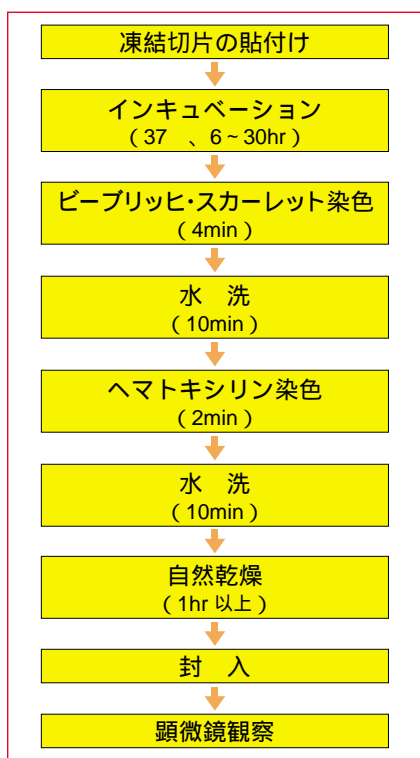 凍結切片の貼付け
インキュベーション
( 37 、6 ~ 30hr )
ビーブリッヒ・スカーレット染色
( 4min )
水 洗
( 10min )
ヘマトキシリン染色
( 2min )
水 洗
( 10min )
自然乾燥
( 1hr 以上 )
封 入
顕微鏡観察